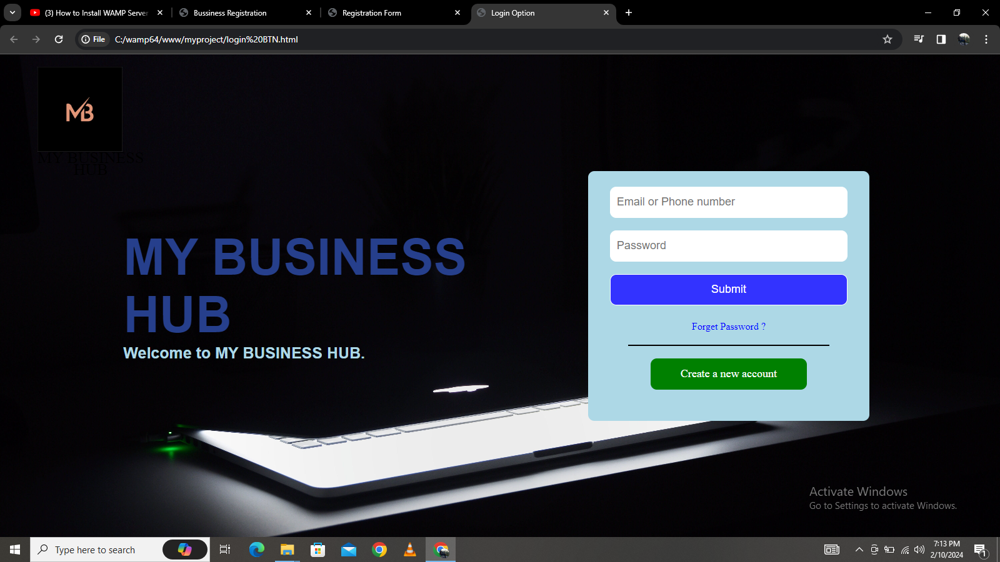 (3) How to Install WAMP Server
Bussiness Registration
Registration Form
Login Option
File
C:/wamp64/www/myproject/login%20BTN.html
MB
MY BUSINESS
HUB
Email or Phone number
Password
MY BUSINESS
HUB
Submit
Forget Password ?
Welcome to MY BUSINESS HUB.
Create a new account
Activate Windows
Go to Settings to activate Windows.
Type here to search
7:13 PM
2/10/2024
1